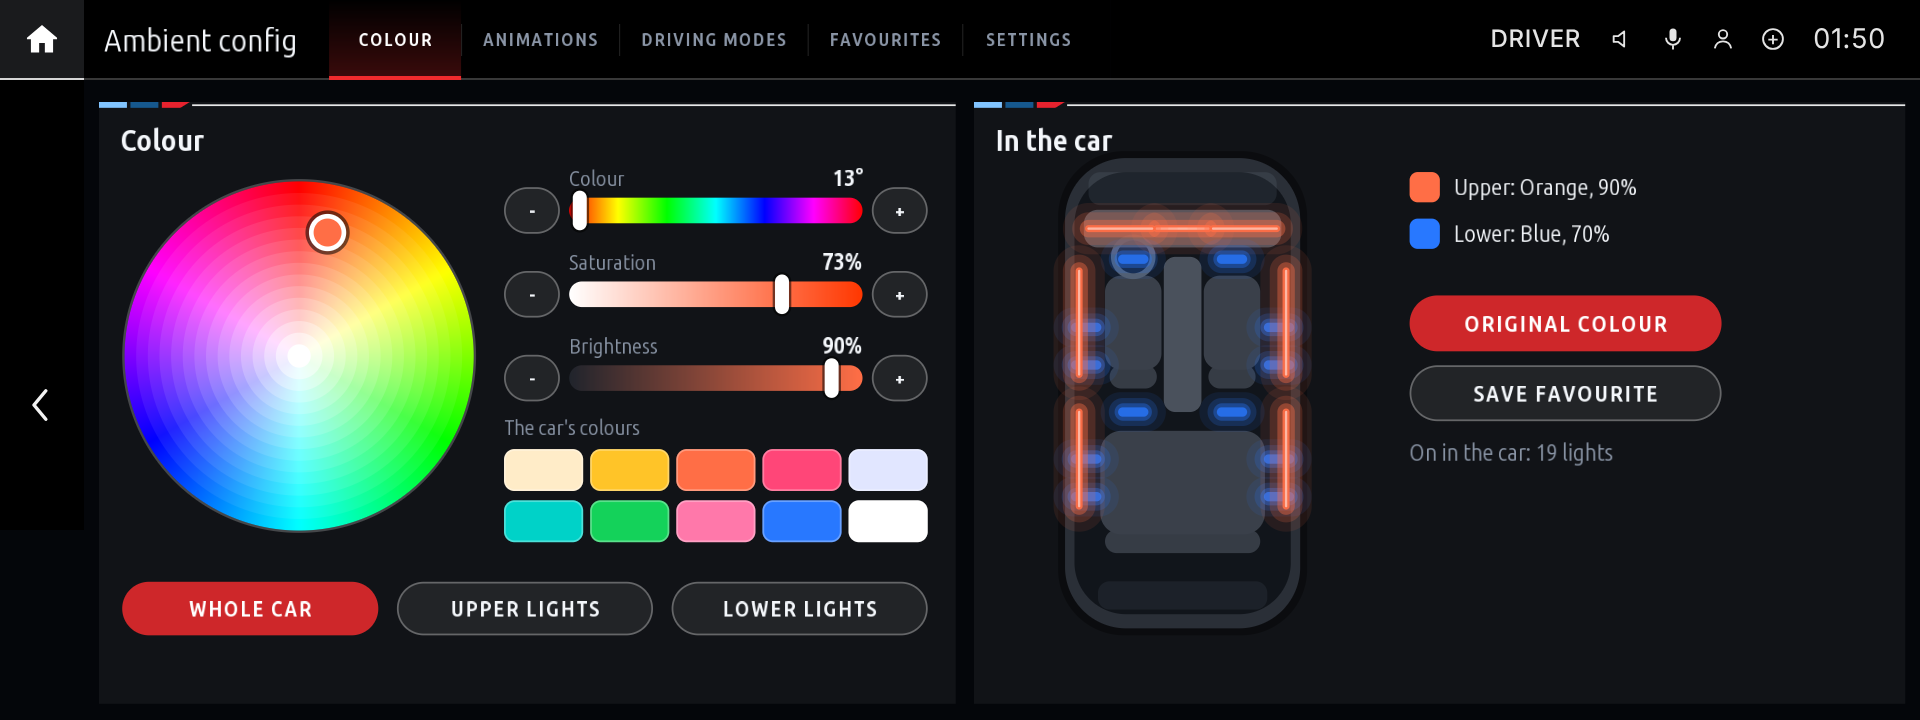 Ambient config
COLOUR
ANIMATIONS
DRIVING MODES
FAVOURITES
SETTINGS
DRIVER
01:50
Colour
Colour 13°
-
+
Saturation 73%
-
+
Brightness 90%
-
+
The car's colours
WHOLE CAR
UPPER LIGHTS
LOWER LIGHTS
In the car
Upper: Orange, 90%
Lower: Blue, 70%
ORIGINAL COLOUR
SAVE FAVOURITE
On in the car: 19 lights